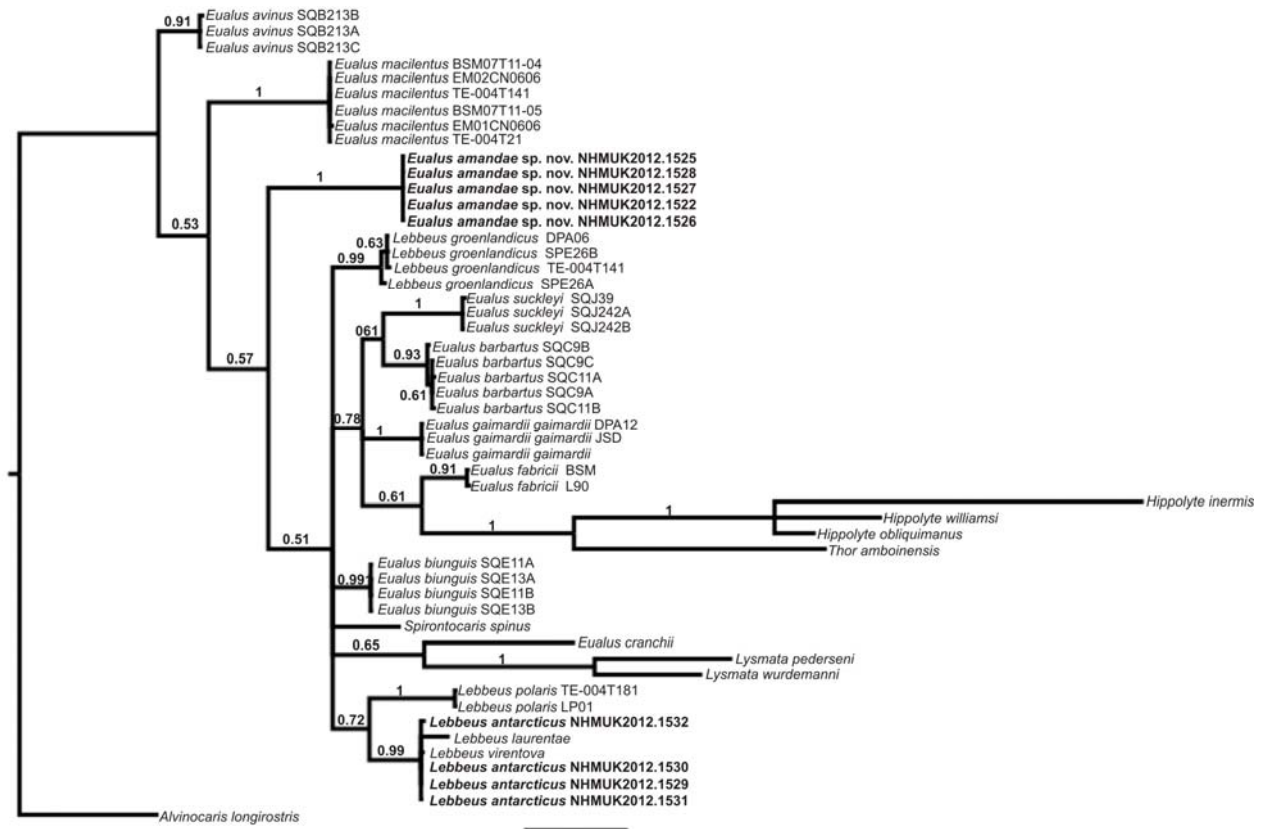 0.91
Eualus avinus SQB213B
Eualus avinus SQB213A
Eualus avinus SQB213C
Eualus macilentus BSM07T11-04
Eualus macilentus EM02CN0606
1
Eualus macilentus TE-004T141
Eualus macilentus BSM07T11-05
Eualus macilentus EM01CN0606
Eualus macilentus TE-004T21
Eualus amandae sp. nov. NHMUK2012.1525
Eualus amandae sp. nov. NHMUK2012.1528
1
Eualus amandae sp. nov. NHMUK2012.1527
Eualus amandae sp. nov. NHMUK2012.1522
Eualus amandae sp. nov. NHMUK2012.1526
0.53
0.63
Lebbeus groenlandicus DPA06
Lebbeus groenlandicus SPE26B
0.99
Lebbeus groenlandicus TE-004T141
Lebbeus groenlandicus SPE26A
Eualus suckleyi SQJ39
1
Eualus suckleyi SQJ242A
Eualus suckleyi SQJ242B
061
Eualus barbartus SQC9B
0.93
Eualus barbartus SQC9C
0.57
Eualus barbartus SQC11A
Eualus barbartus SQC9A
0.61
Eualus barbartus SQC11B
0.78
Eualus gaimardii gaimardii DPA12
1
Eualus gaimardii gaimardii JSD
Eualus gaimardii gaimardii
0.91
Eualus fabricii BSM
Eualus fabricii L90
0.61
Hippolyte inermis
1
Hippolyte williamsi
1
Hippolyte obliquimanus
Thor amboinensis
0.51
Eualus biunguis SQE11A
0.99
Eualus biunguis SQE13A
Eualus biunguis SQE11B
Eualus biunguis SQE13B
Spirontocaris spinus
0.65
Eualus cranchii
1
Lysmata pederseni
Lysmata wurdemanni
1
Lebbeus polaris TE-004T181
Lebbeus polaris LP01
0.72
Lebbeus antarcticus NHMUK2012.1532
Lebbeus laurentae
0.99
Lebbeus virentova
Lebbeus antarcticus NHMUK2012.1530
Lebbeus antarcticus NHMUK2012.1529
Lebbeus antarcticus NHMUK2012.1531
Alvinocaris longirostris